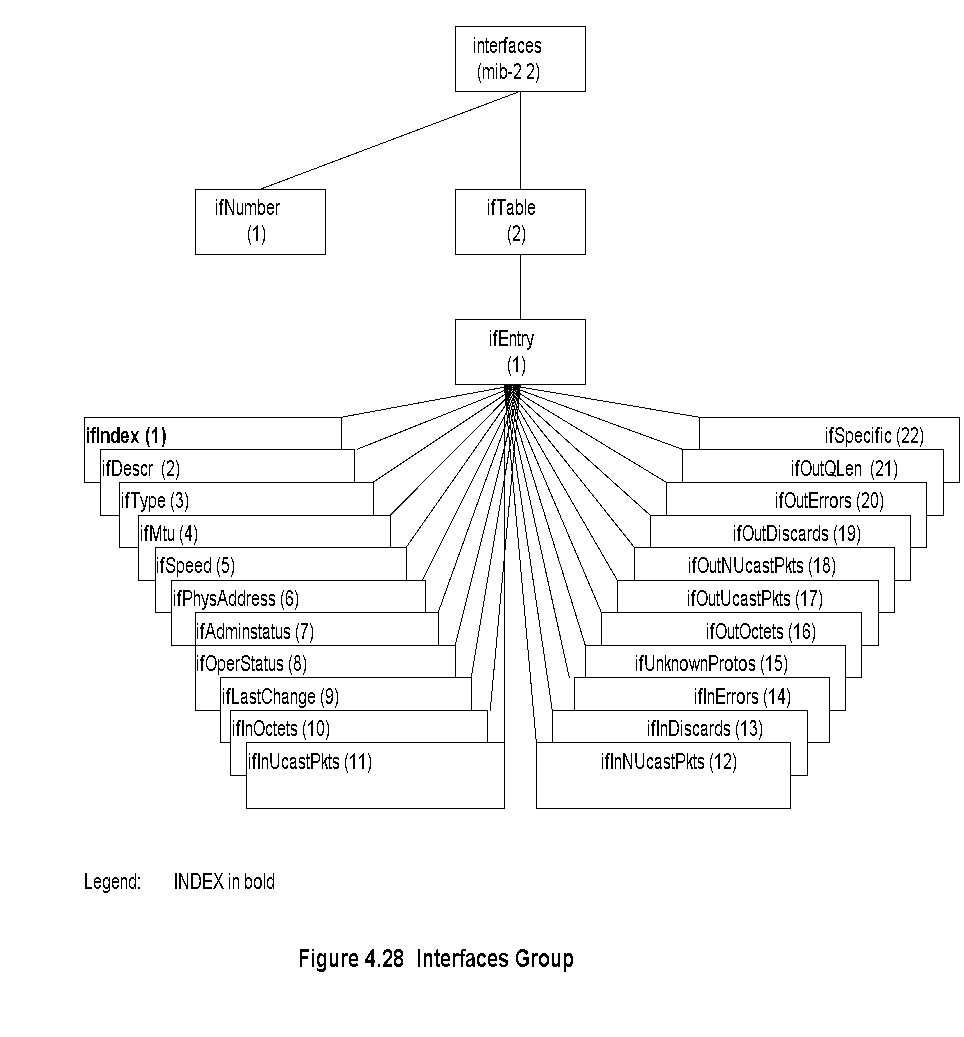 interfaces
(mib-2 2)
ifNumber
(1)
ifTable
(2)
ifEntry
(1)
ifIndex (1)
ifDescr (2)
ifType (3)
ifMtu (4)
ifSpeed (5)
ifPhysAddress (6)
ifAdminstatus (7)
ifOperStatus (8)
ifLastChange (9)
ifInOctets (10)
ifInUcastPkts (11)
ifSpecific (22)
ifOutQLen (21)
ifOutErrors (20)
ifOutDiscards (19)
ifOutNUcastPkts (18)
ifOutUcastPkts (17)
ifOutOctets (16)
ifUnknownProtos (15)
ifInErrors (14)
ifInDiscards (13)
ifInNUcastPkts (12)
Legend: INDEX in bold
Figure 4.28 Interfaces Group